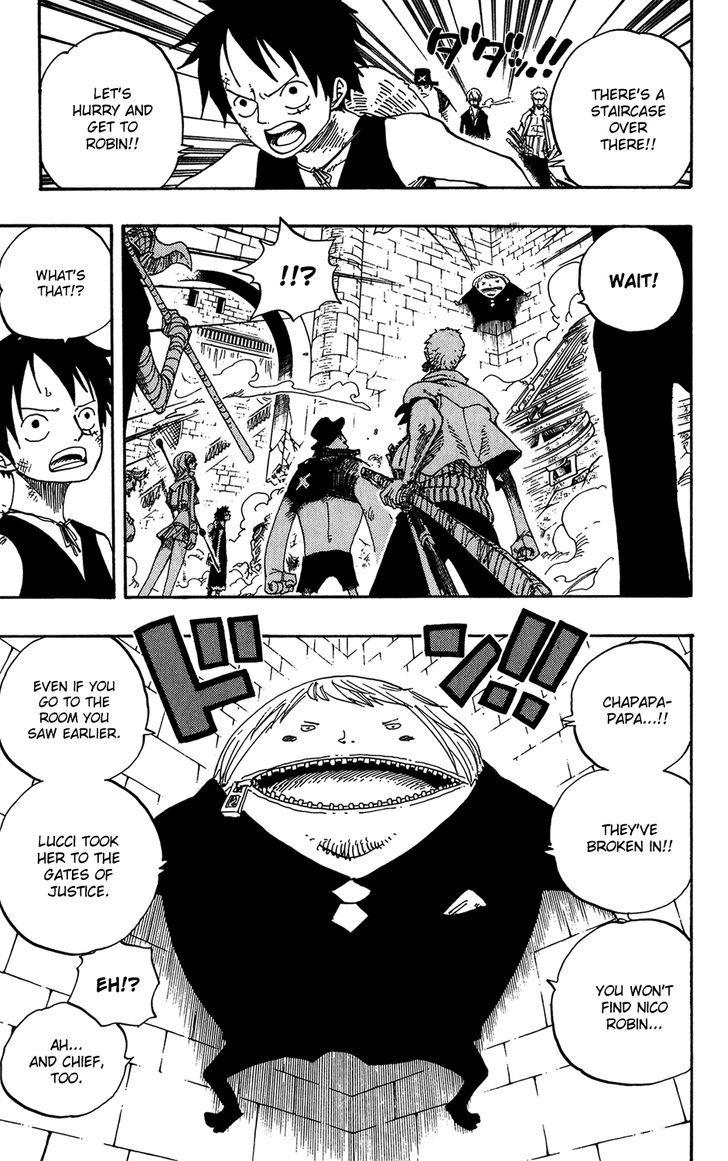 THERE'S A
STAIRCASE
OVER
THERE!!
ダダッ!!
LET'S
HURRY AND
GET TO
ROBIN!!
WAIT!
!!?
WHAT'S
THAT!?
ドン!!
CHAPAPA-
PAPA...!!
THEY'VE
BROKEN IN!!
YOU WON'T
FIND NICO
ROBIN...
EVEN IF YOU
GO TO THE
ROOM YOU
SAW EARLIER.
LUCCI TOOK
HER TO THE
GATES OF
JUSTICE.
EH!?
AH...
AND CHIEF,
TOO.